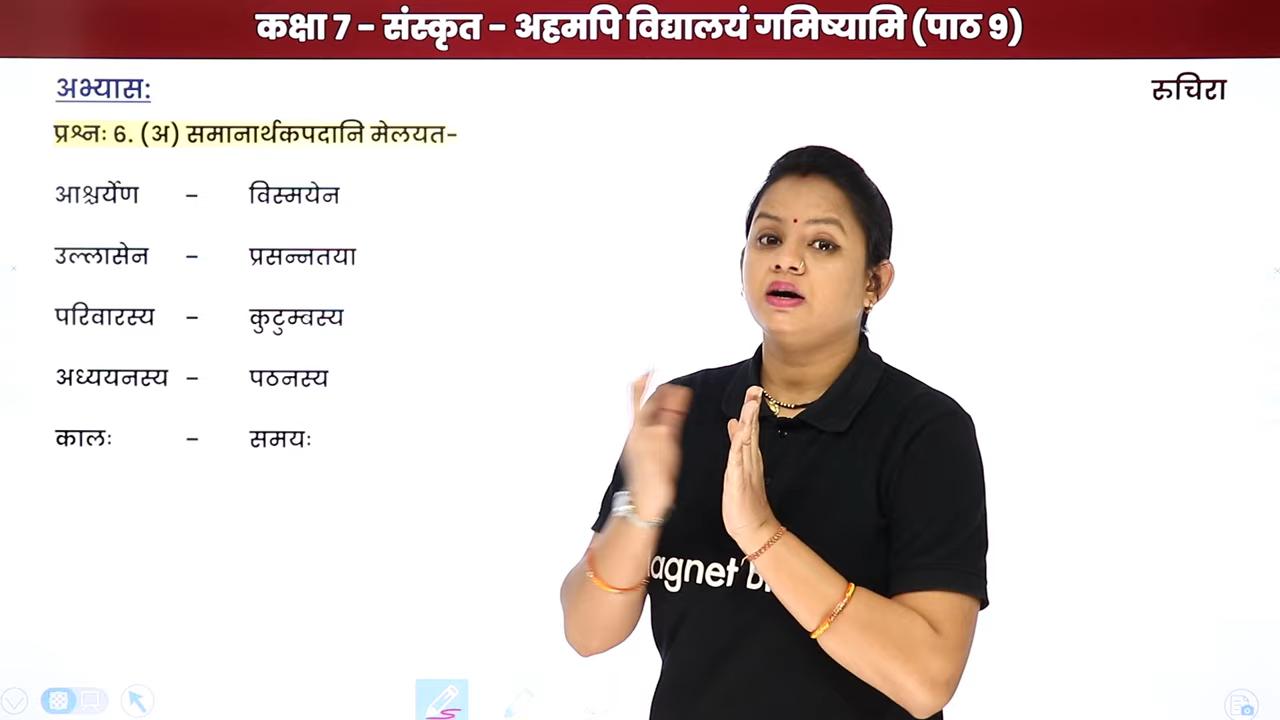 कक्षा 7 - संस्कृत - अहमपि विद्यालयं गमिष्यामि (पाठ 9)
अभ्यासः
रुचिरा
प्रश्नः 6. (अ) समानार्थकपदानि मेलयत-
आश्चर्येण - विस्मयेन
उल्लासेन - प्रसन्नतया
परिवारस्य - कुटुम्बस्य
अध्ययनस्य - पठनस्य
कालः - समयः
agnet